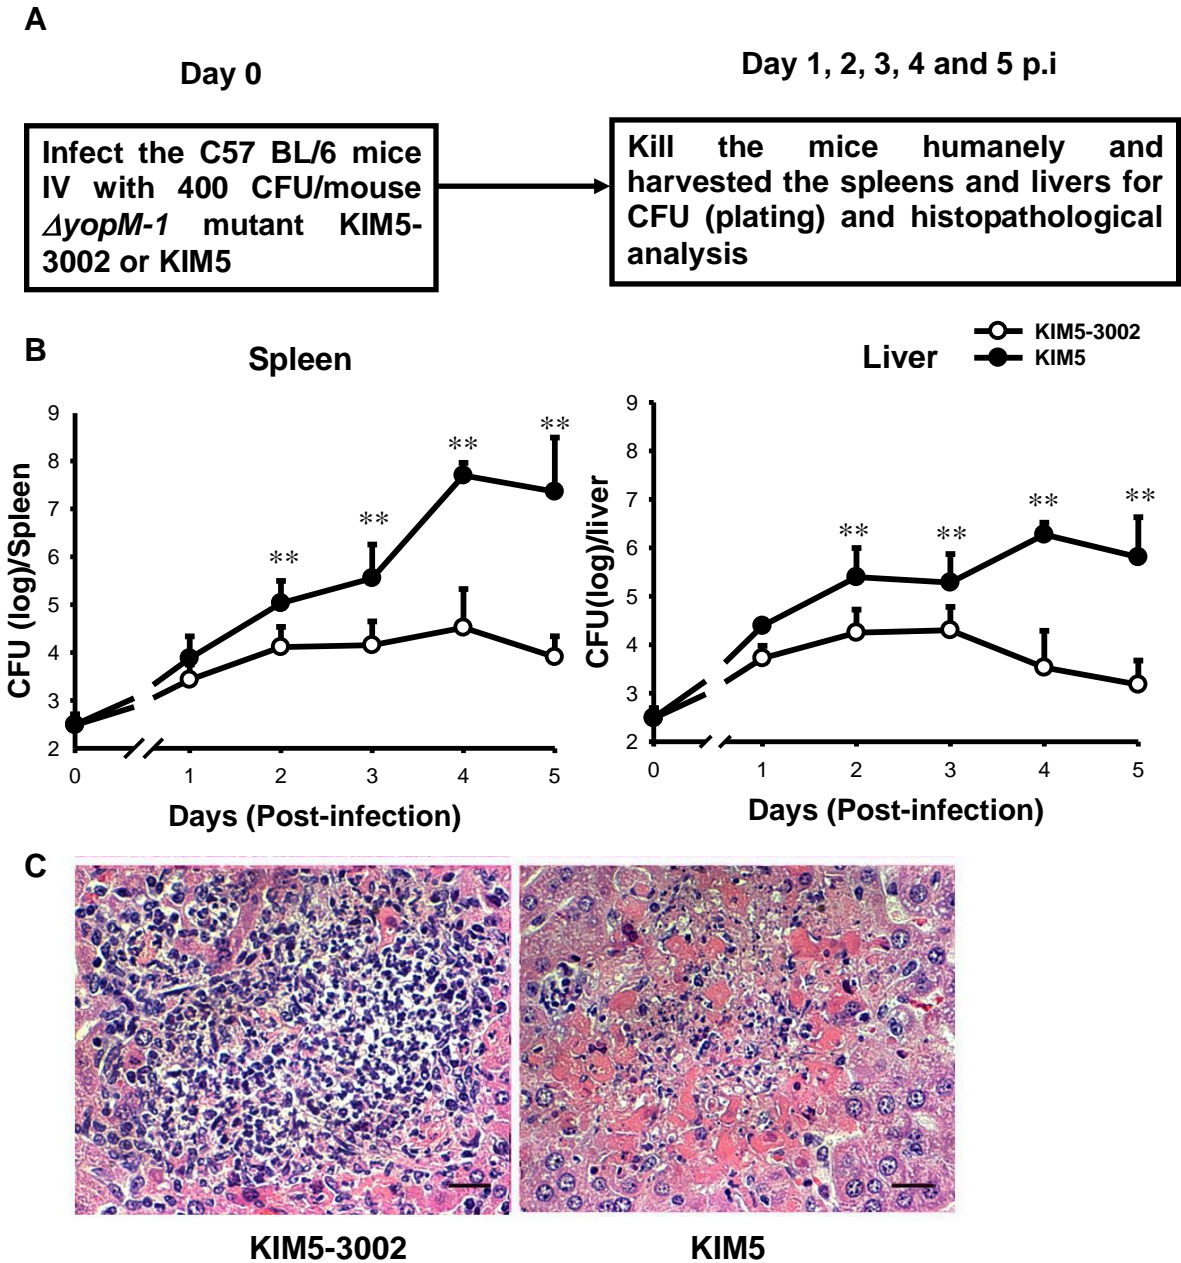 A
Day 0
Day 1, 2, 3, 4 and 5 p.i
Infect the C57 BL/6 mice
IV with 400 CFU/mouse
ΔyopM-1 mutant KIM5-
3002 or KIM5
Kill the mice humanely and
harvested the spleens and livers for
CFU (plating) and histopathological
analysis
B
Spleen
Liver
KIM5-3002
KIM5
CFU (log)/Spleen
9
8
7
6
5
4
3
2
**
**
**
**
0
1
2
3
4
5
Days (Post-infection)
CFU(log)/liver
9
8
7
6
5
4
3
2
**
**
**
**
0
1
2
3
4
5
Days (Post-infection)
C
KIM5-3002
KIM5